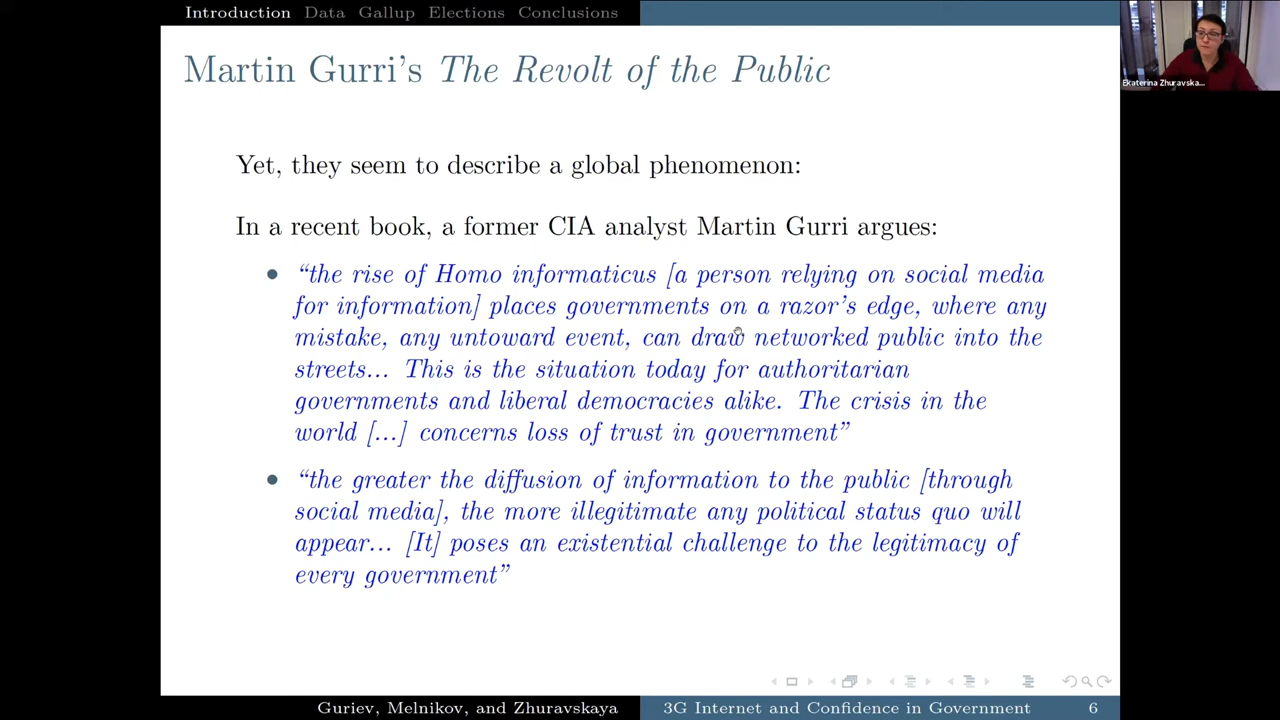 Introduction Data Gallup Elections Conclusions
Martin Gurri's The Revolt of the Public
Ekaterina Zhuravska...
Yet, they seem to describe a global phenomenon:
In a recent book, a former CIA analyst Martin Gurri argues:
● “the rise of Homo informaticus [a person relying on social media
for information] places governments on a razor's edge, where any
mistake, any untoward event, can draw networked public into the
streets... This is the situation today for authoritarian
governments and liberal democracies alike. The crisis in the
world [...] concerns loss of trust in government”
● “the greater the diffusion of information to the public [through
social media], the more illegitimate any political status quo will
appear... [It] poses an existential challenge to the legitimacy of
every government”
Guriev, Melnikov, and Zhuravskaya 3G Internet and Confidence in Government 6